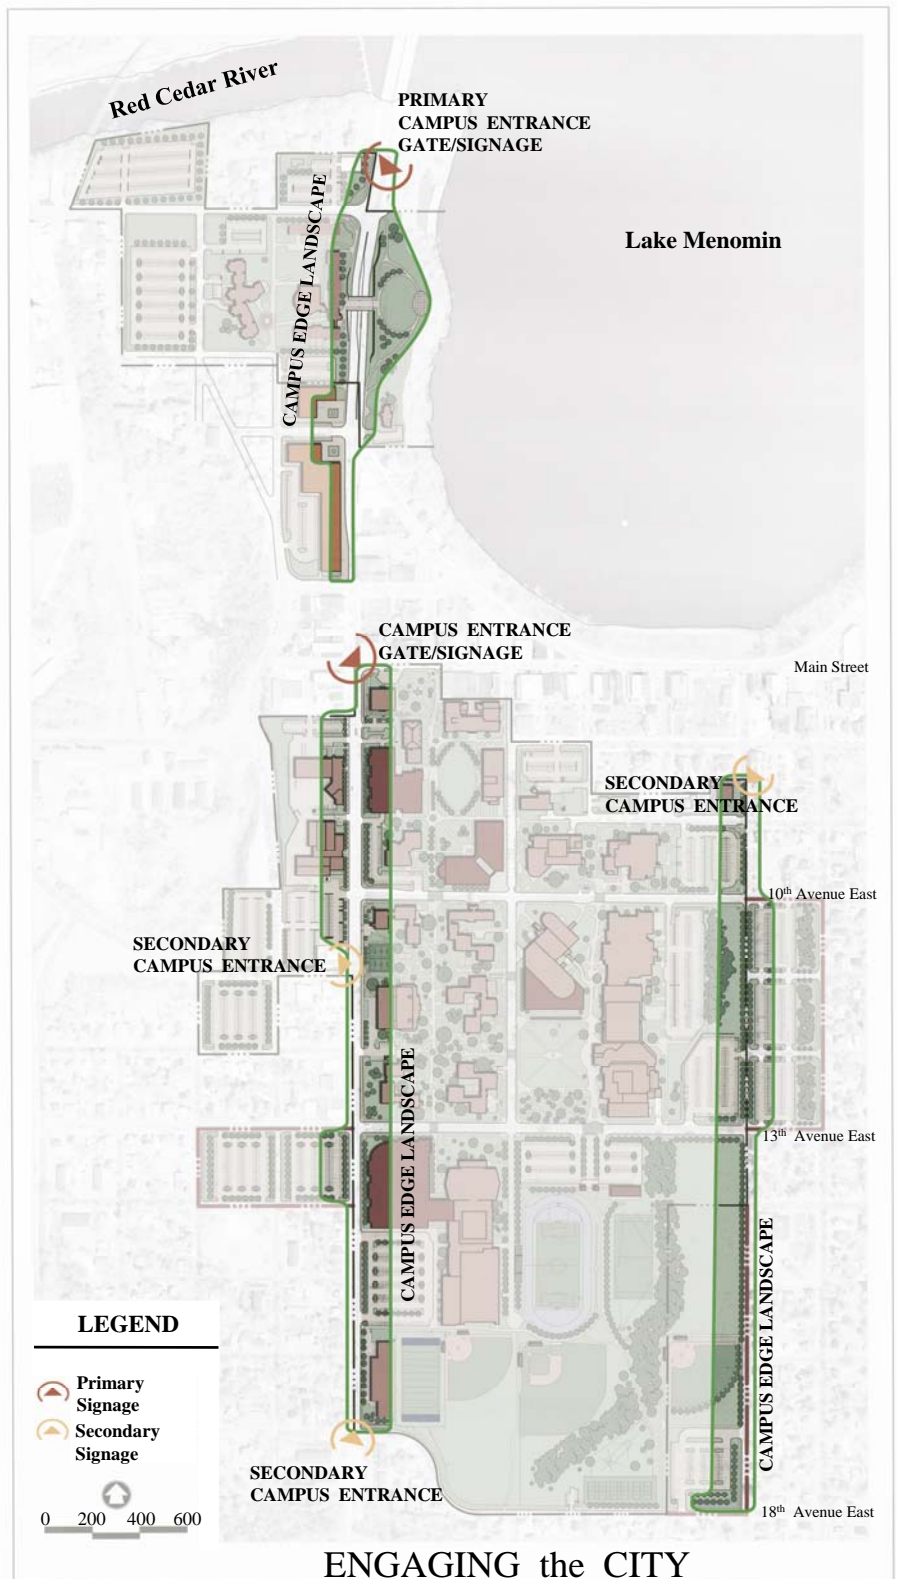 Red Cedar River
PRIMARY
CAMPUS ENTRANCE
GATE/SIGNAGE
Lake Menomin
CAMPUS EDGE LANDSCAPE
CAMPUS ENTRANCE
GATE/SIGNAGE
Main Street
SECONDARY
CAMPUS ENTRANCE
10th Avenue East
SECONDARY
CAMPUS ENTRANCE
CAMPUS EDGE LANDSCAPE
13th Avenue East
CAMPUS EDGE LANDSCAPE
LEGEND
Primary
Signage
Secondary
Signage
0 200 400 600
SECONDARY
CAMPUS ENTRANCE
18th Avenue East
ENGAGING the CITY